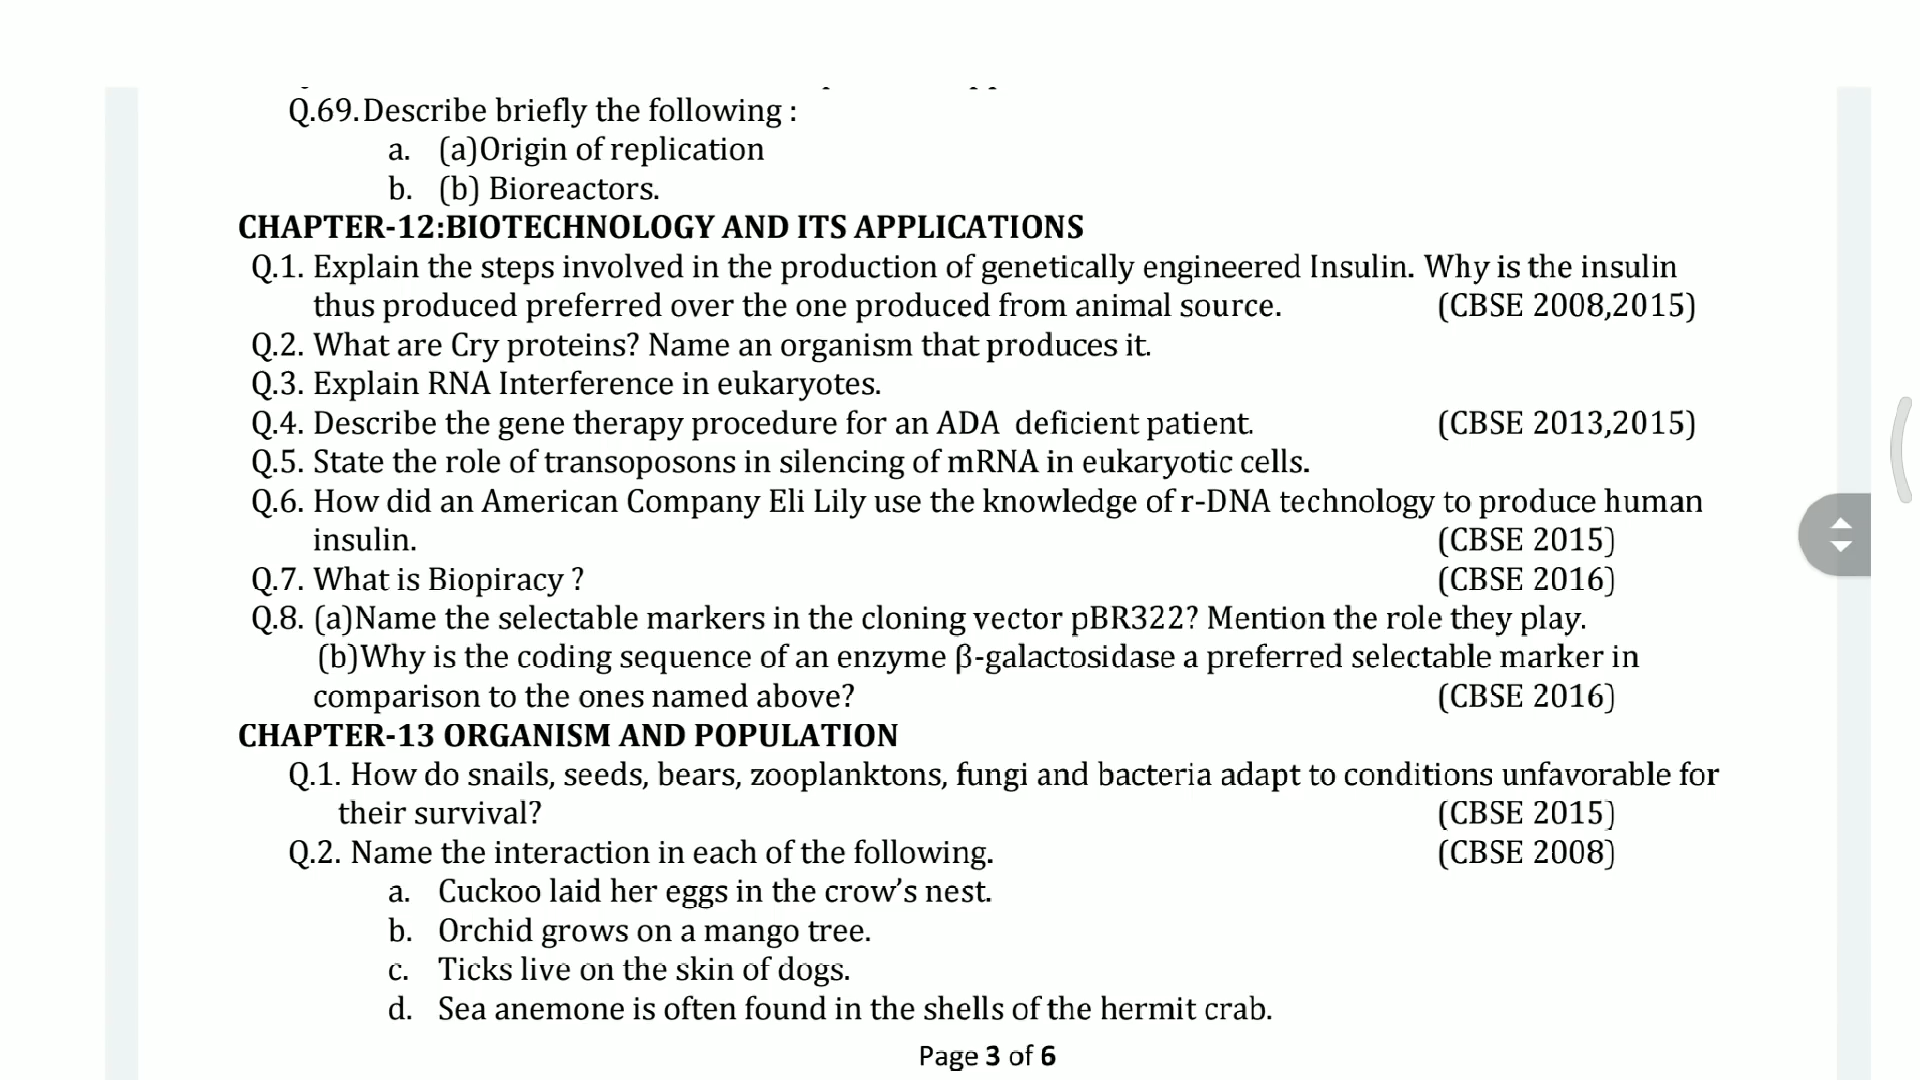 Q.69.Describe briefly the following :
a. (a)Origin of replication
b. (b) Bioreactors.
CHAPTER-12:BIOTECHNOLOGY AND ITS APPLICATIONS
Q.1. Explain the steps involved in the production of genetically engineered Insulin. Why is the insulin
thus produced preferred over the one produced from animal source. (CBSE 2008,2015)
Q.2. What are Cry proteins? Name an organism that produces it.
Q.3. Explain RNA Interference in eukaryotes.
Q.4. Describe the gene therapy procedure for an ADA deficient patient. (CBSE 2013,2015)
Q.5. State the role of transoposons in silencing of mRNA in eukaryotic cells.
Q.6. How did an American Company Eli Lily use the knowledge of r-DNA technology to produce human
insulin. (CBSE 2015)
Q.7. What is Biopiracy ? (CBSE 2016)
Q.8. (a)Name the selectable markers in the cloning vector pBR322? Mention the role they play.
(b)Why is the coding sequence of an enzyme β-galactosidase a preferred selectable marker in
comparison to the ones named above? (CBSE 2016)
CHAPTER-13 ORGANISM AND POPULATION
Q.1. How do snails, seeds, bears, zooplanktons, fungi and bacteria adapt to conditions unfavorable for
their survival? (CBSE 2015)
Q.2. Name the interaction in each of the following. (CBSE 2008)
a. Cuckoo laid her eggs in the crow’s nest.
b. Orchid grows on a mango tree.
c. Ticks live on the skin of dogs.
d. Sea anemone is often found in the shells of the hermit crab.
Page 3 of 6